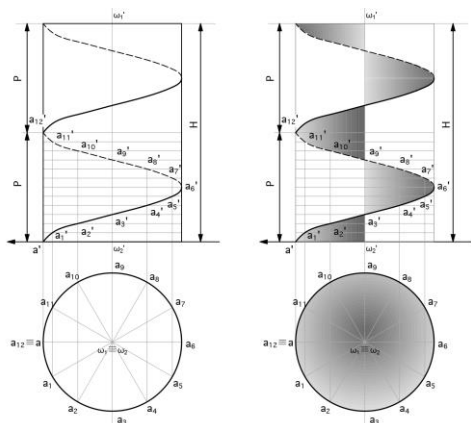 ω₁'
P
H
a₁₂'
a₁₁'
a₁₀'
a₉'
a₈'
a₇'
a₆'
P
a₅'
a₄'
a₃'
a₂'
a₁'
a'
ω₂'
a₉
a₁₀
a₈
a₁₁
a₇
a₁₂ ≡ a
a₆
ω₁ ≡ ω₂
a₁
a₅
a₂
a₄
a₃
ω₁'
P
H
a₁₂'
a₁₁'
a₁₀'
a₉'
a₈'
a₇'
a₆'
P
a₅'
a₄'
a₃'
a₂'
a₁'
a'
ω₂'
a₉
a₁₀
a₈
a₁₁
a₇
a₁₂ ≡ a
a₆
ω₁ ≡ ω₂
a₁
a₅
a₂
a₄
a₃